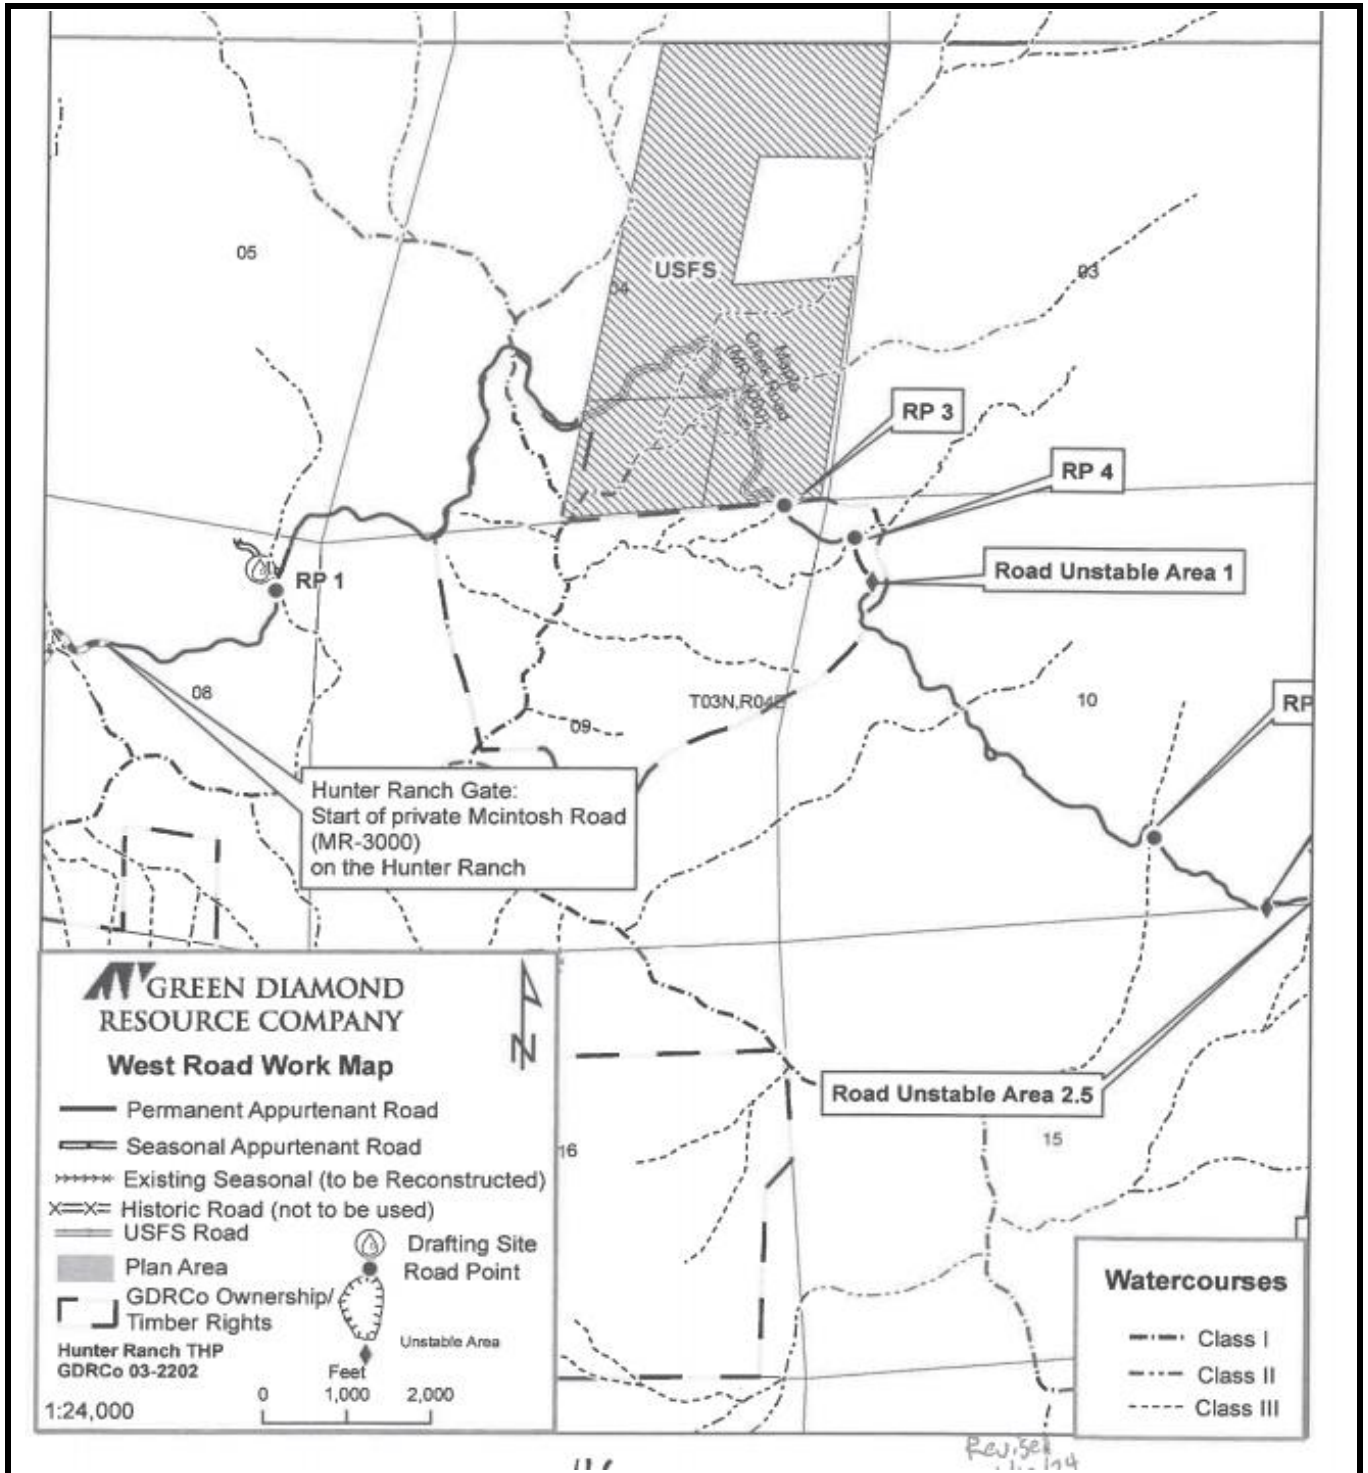 05
USFS
04
03
Maple
Creek Road
(MR-3000)
RP 3
RP 4
Road Unstable Area 1
RP 1
08
T03N,R04E
09
10
RP
Hunter Ranch Gate:
Start of private Mcintosh Road
(MR-3000)
on the Hunter Ranch
GREEN DIAMOND
RESOURCE COMPANY
N
West Road Work Map
Permanent Appurtenant Road
Seasonal Appurtenant Road
Existing Seasonal (to be Reconstructed)
Historic Road (not to be used)
USFS Road
Plan Area
GDRCo Ownership/
Timber Rights
Drafting Site
Road Point
Unstable Area
Hunter Ranch THP
GDRCo 03-2202
Feet
0 1,000 2,000
1:24,000
Road Unstable Area 2.5
16
15
Watercourses
Class I
Class II
Class III
Revised